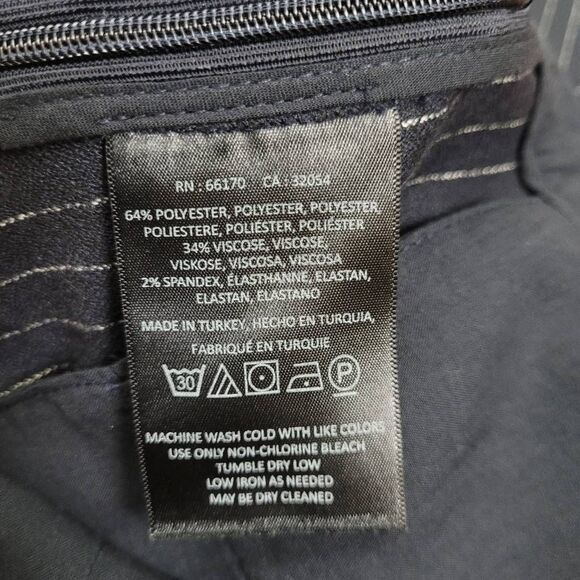 RN : 66170 CA : 32054
64% POLYESTER, POLYESTER, POLYESTER,
POLIESTERE, POLIÉSTER, POLIÉSTER
34% VISCOSE, VISCOSE,
VISKOSE, VISCOSA, VISCOSA
2% SPANDEX, ÉLASTHANNE, ELASTAN,
ELASTAN, ELASTANO
MADE IN TURKEY, HECHO EN TURQUIA,
FABRIQUÉ EN TURQUIE
30 P
MACHINE WASH COLD WITH LIKE COLORS
USE ONLY NON-CHLORINE BLEACH
TUMBLE DRY LOW
LOW IRON AS NEEDED
MAY BE DRY CLEANED